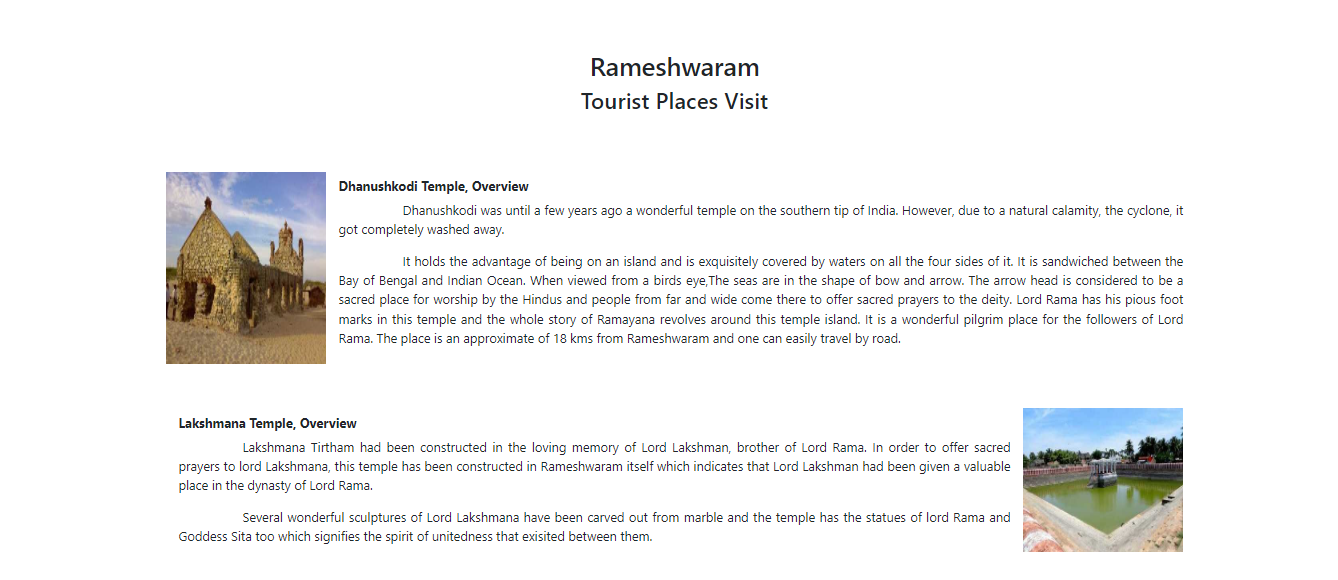 Rameshwaram
Tourist Places Visit
Dhanushkodi Temple, Overview
Dhanushkodi was until a few years ago a wonderful temple on the southern tip of India. However, due to a natural calamity, the cyclone, it
got completely washed away.
It holds the advantage of being on an island and is exquisitely covered by waters on all the four sides of it. It is sandwiched between the
Bay of Bengal and Indian Ocean. When viewed from a birds eye,The seas are in the shape of bow and arrow. The arrow head is considered to be a
sacred place for worship by the Hindus and people from far and wide come there to offer sacred prayers to the deity. Lord Rama has his pious foot
marks in this temple and the whole story of Ramayana revolves around this temple island. It is a wonderful pilgrim place for the followers of Lord
Rama. The place is an approximate of 18 kms from Rameshwaram and one can easily travel by road.
Lakshmana Temple, Overview
Lakshmana Tirtham had been constructed in the loving memory of Lord Lakshman, brother of Lord Rama. In order to offer sacred
prayers to lord Lakshmana, this temple has been constructed in Rameshwaram itself which indicates that Lord Lakshman had been given a valuable
place in the dynasty of Lord Rama.
Several wonderful sculptures of Lord Lakshmana have been carved out from marble and the temple has the statues of lord Rama and
Goddess Sita too which signifies the spirit of unitedness that exisited between them.